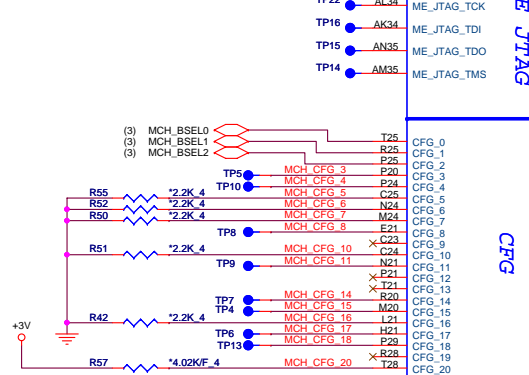 TP22 AL34 ME_JTAG_TCK
TP16 AK34 ME_JTAG_TDI
TP15 AN35 ME_JTAG_TDO
TP14 AM35 ME_JTAG_TMS
JTAG
(3) MCH_BSEL0 T25 CFG_0
(3) MCH_BSEL1 R25 CFG_1
(3) MCH_BSEL2 P25 CFG_2
TP5 MCH_CFG_3 P20 CFG_3
TP10 MCH_CFG_4 P24 CFG_4
R55 *2.2K_4 MCH_CFG_5 C25 CFG_5
R52 *2.2K_4 MCH_CFG_6 N24 CFG_6
R50 *2.2K_4 MCH_CFG_7 M24 CFG_7
TP8 MCH_CFG_8 E21 CFG_8
C23 CFG_9
R51 *2.2K_4 MCH_CFG_10 C24 CFG_10
TP9 MCH_CFG_11 N21 CFG_11
P21 CFG_12
T21 CFG_13
TP7 MCH_CFG_14 R20 CFG_14
TP4 MCH_CFG_15 M20 CFG_15
R42 *2.2K_4 MCH_CFG_16 L21 CFG_16
TP6 MCH_CFG_17 H21 CFG_17
TP13 MCH_CFG_18 P29 CFG_18
R28 CFG_19
+3V R57 *4.02K/F_4 MCH_CFG_20 T28 CFG_20
CFG